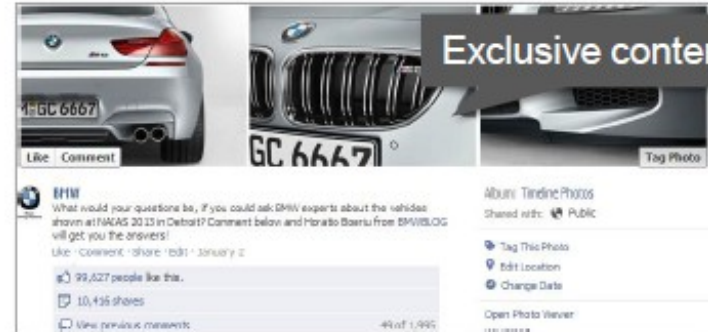 Exclusive conten
M-GC 6667
GC 6667
Like Comment
Tag Photo
BMW
What would your questions be, if you could ask BMW experts about the vehicles
shown at NAIAS 2013 in Detroit? Comment below and Horatio Boeriu from BMWBLOG
will get you the answers!
Like · Comment · Share · Edit · January 2
99,627 people like this.
10,416 shares
View previous comments
49 of 1,995
Album: Timeline Photos
Shared with: Public
Tag This Photo
Edit Location
Change Date
Open Photo Viewer